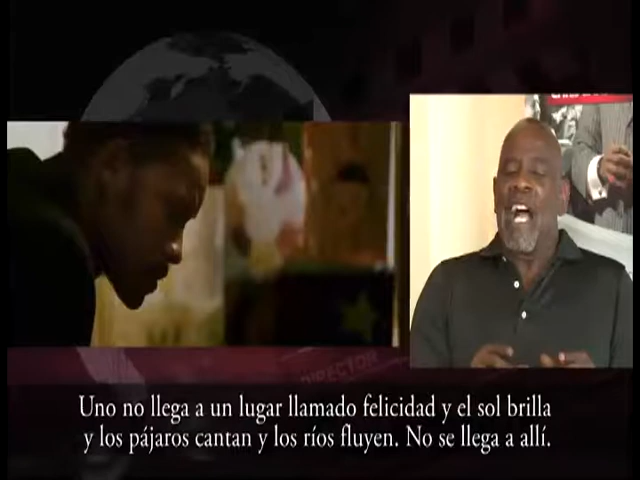 DIRECTOR
Uno no llega a un lugar llamado felicidad y el sol brilla
y los pájaros cantan y los ríos fluyen. No se llega a allí.